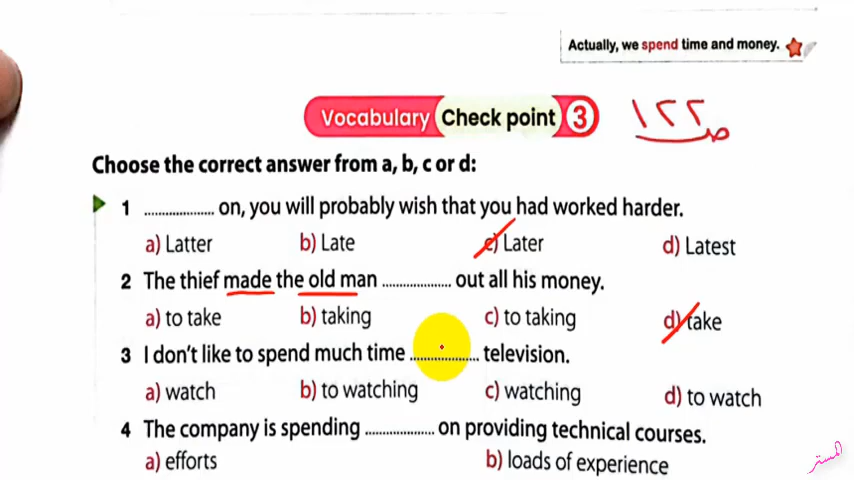 Actually, we spend time and money.
Vocabulary Check point 3
ص ١٢٢
Choose the correct answer from a, b, c or d:
1 .................... on, you will probably wish that you had worked harder.
a) Latter b) Late c) Later d) Latest
2 The thief made the old man .................... out all his money.
a) to take b) taking c) to taking d) take
3 I don't like to spend much time .................... television.
a) watch b) to watching c) watching d) to watch
4 The company is spending .................... on providing technical courses.
a) efforts b) loads of experience
المستر